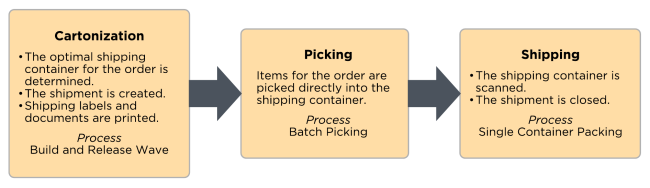 Cartonization
• The optimal shipping
container for the order is
determined.
• The shipment is created.
• Shipping labels and
documents are printed.
Process
Build and Release Wave
Picking
Items for the order are
picked directly into the
shipping container.
Process
Batch Picking
Shipping
• The shipping container is
scanned.
• The shipment is closed.
Process
Single Container Packing